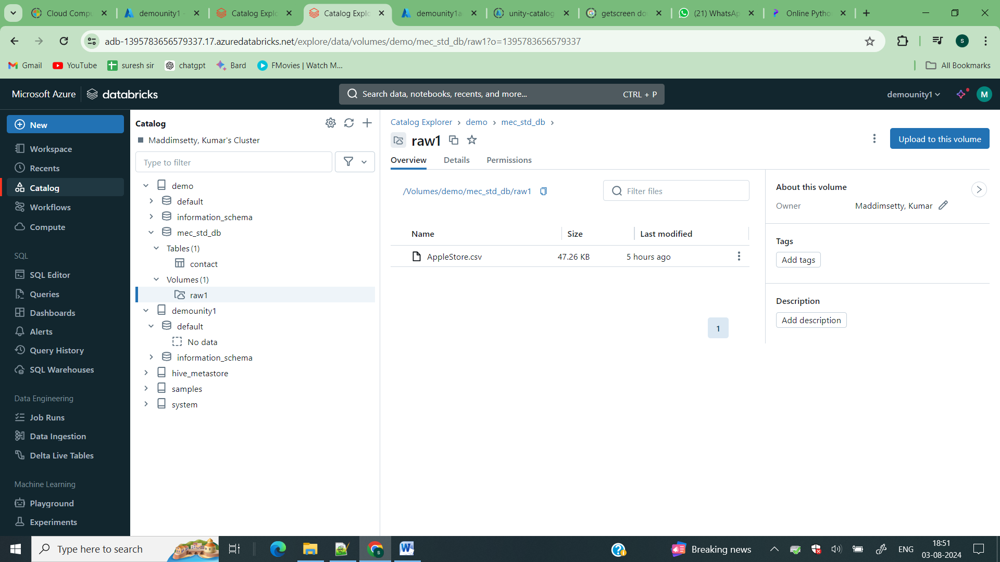 Cloud Compu
demounity1 -
Catalog Explo
Catalog Explo
demounity1a
unity-catalog
getscreen do
(21) WhatsAp
Online Pytho
adb-1395783656579337.17.azuredatabricks.net/explore/data/volumes/demo/mec_std_db/raw1?o=1395783656579337
S
Gmail
YouTube
suresh sir
chatgpt
Bard
FMovies | Watch M...
All Bookmarks
Microsoft Azure
databricks
Search data, notebooks, recents, and more...
CTRL + P
demounity1
M
New
Workspace
Recents
Catalog
Workflows
Compute
SQL
SQL Editor
Queries
Dashboards
Alerts
Query History
SQL Warehouses
Data Engineering
Job Runs
Data Ingestion
Delta Live Tables
Machine Learning
Playground
Experiments
Catalog
Maddimsetty, Kumar's Cluster
Type to filter
demo
default
information_schema
mec_std_db
Tables (1)
contact
Volumes (1)
raw1
demounity1
default
No data
information_schema
hive_metastore
samples
system
Catalog Explorer > demo > mec_std_db >
raw1
Upload to this volume
Overview
Details
Permissions
/Volumes/demo/mec_std_db/raw1
Filter files
Name
Size
Last modified
AppleStore.csv
47.26 KB
5 hours ago
1
About this volume
Owner
Maddimsetty, Kumar
Tags
Add tags
Description
Add description
Type here to search
Breaking news
ENG
18:51
03-08-2024